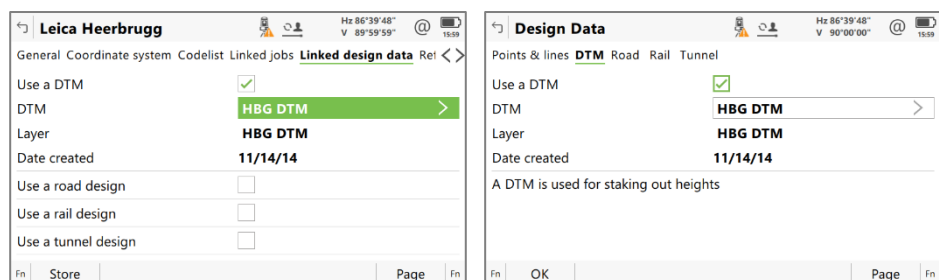 Leica Heerbrugg
Hz 86°39'48"
V 89°59'59"
@
15:59
General Coordinate system Codelist Linked jobs Linked design data Ref
Use a DTM
DTM HBG DTM
Layer HBG DTM
Date created 11/14/14
Use a road design
Use a rail design
Use a tunnel design
Fn Store Page Fn
Design Data
Hz 86°39'48"
V 90°00'00"
@
15:59
Points & lines DTM Road Rail Tunnel
Use a DTM
DTM HBG DTM
Layer HBG DTM
Date created 11/14/14
A DTM is used for staking out heights
Fn OK Page Fn